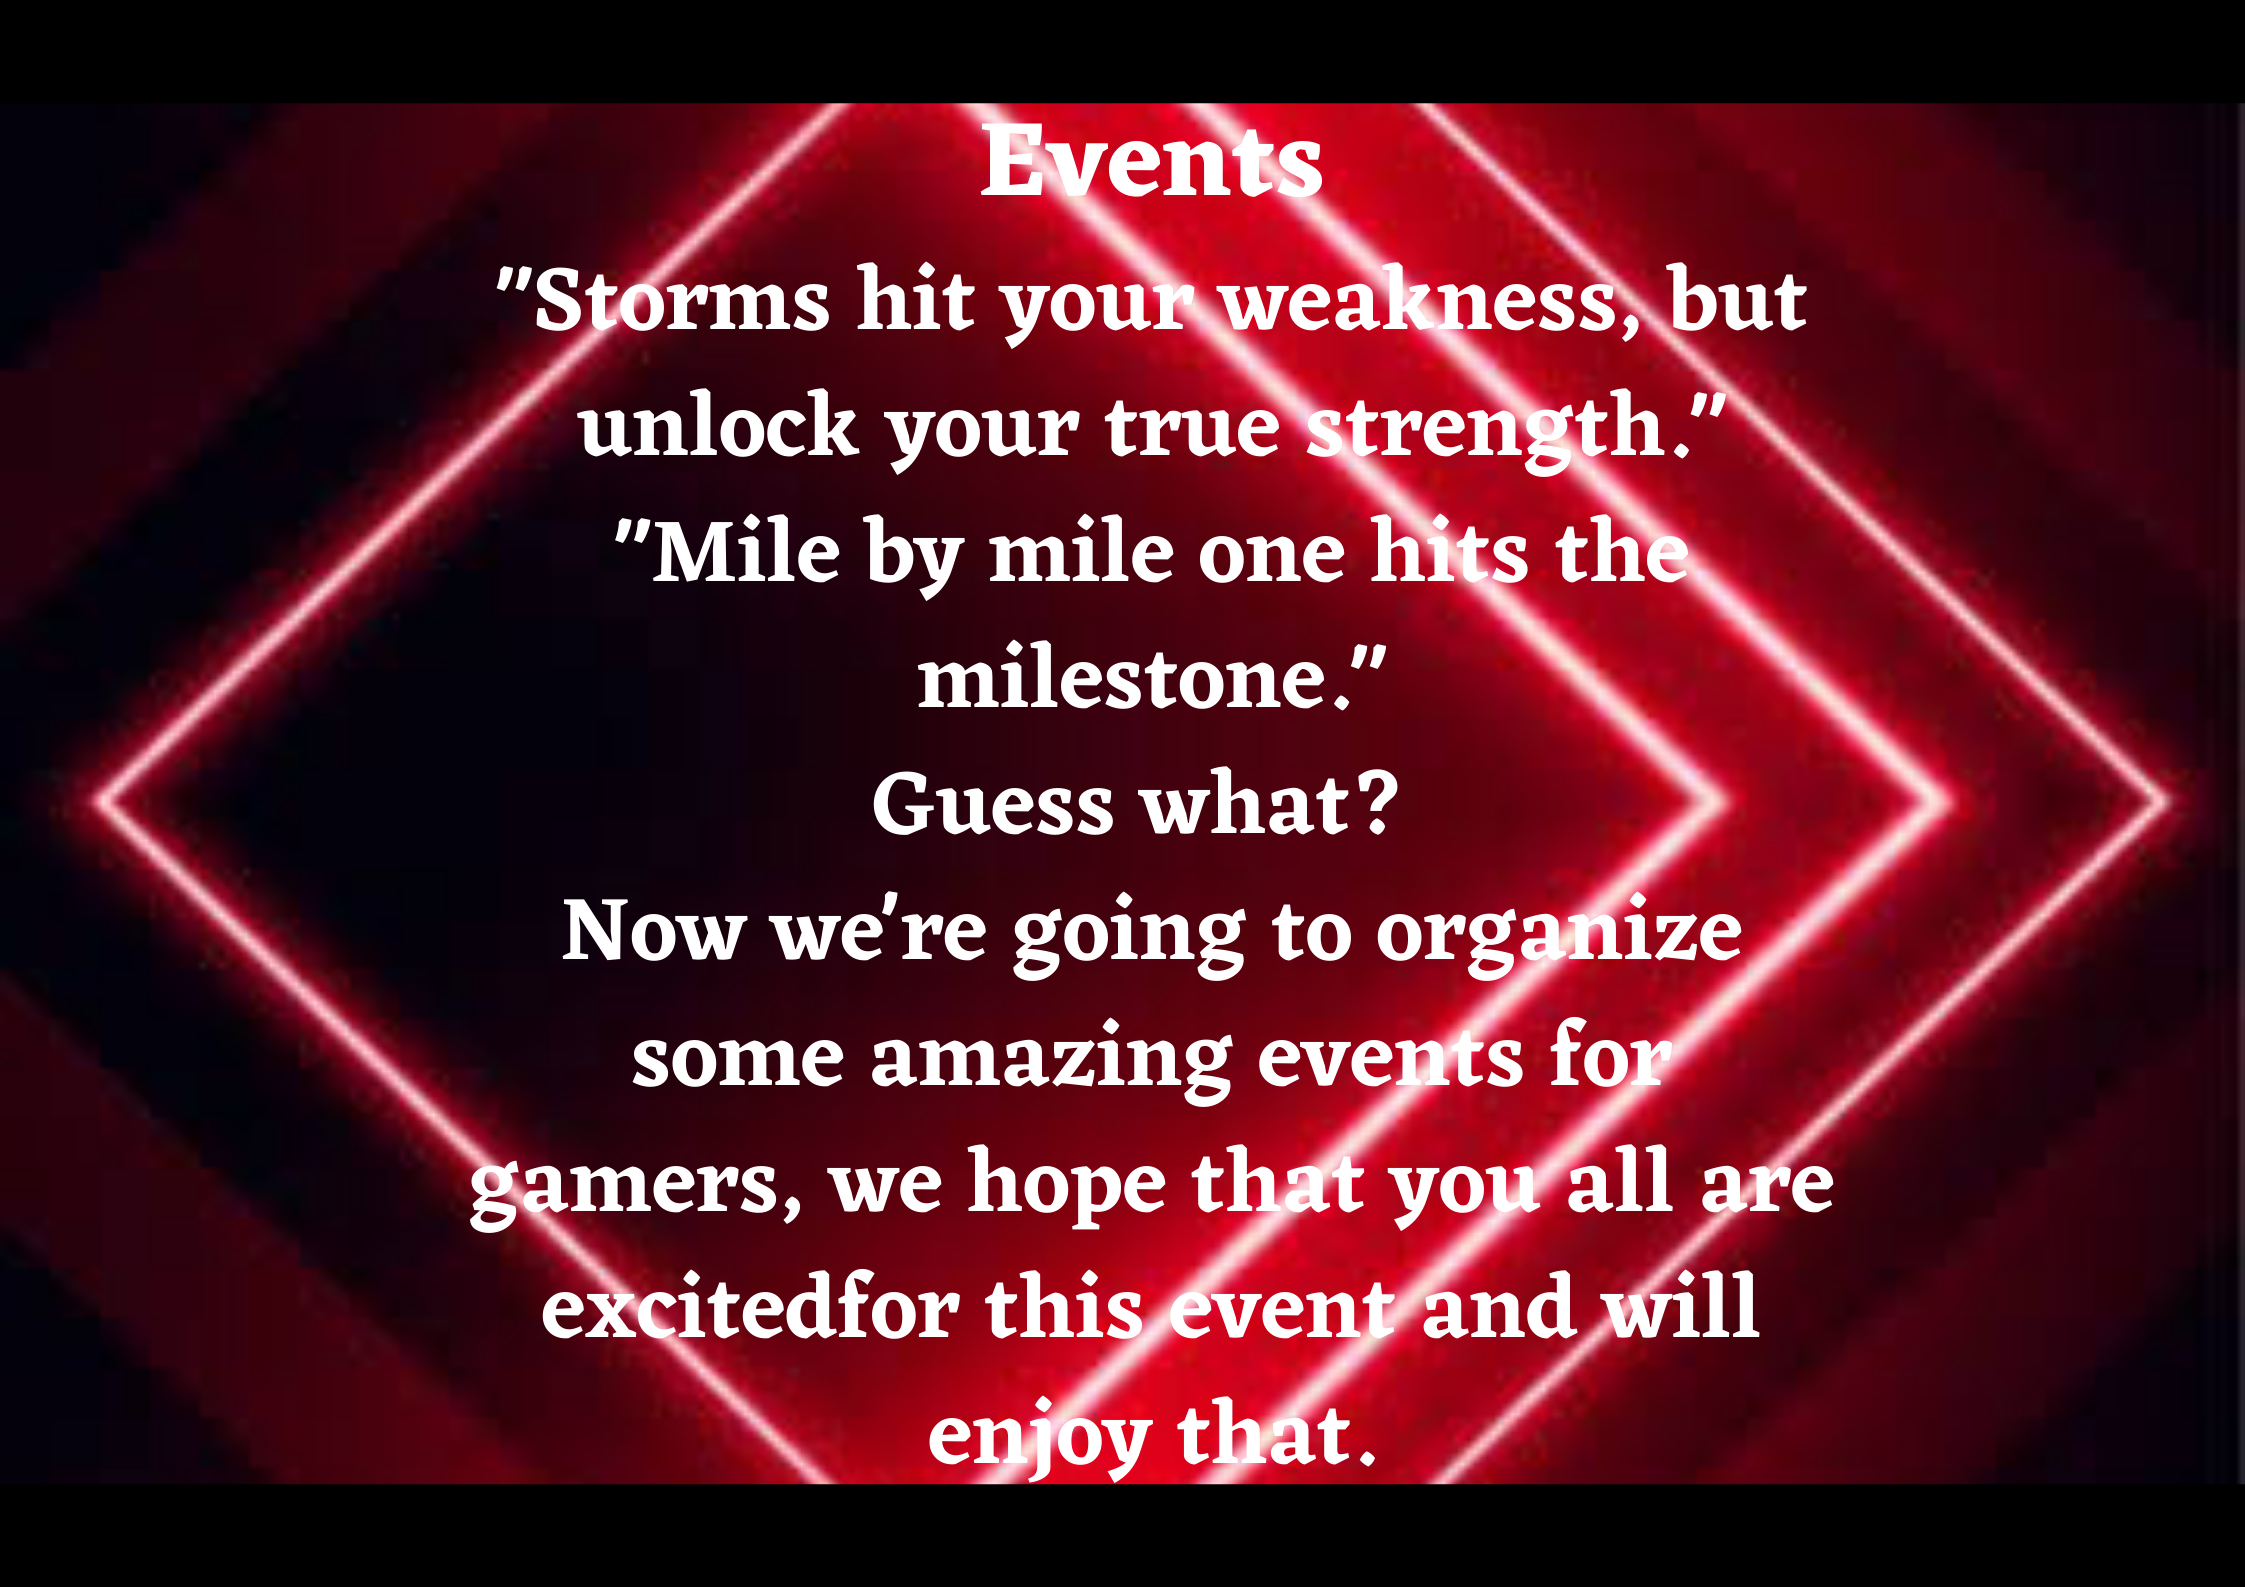 Events
"Storms hit your weakness, but
unlock your true strength."
"Mile by mile one hits the
milestone."
Guess what?
Now we're going to organize
some amazing events for
gamers, we hope that you all are
excitedfor this event and will
enjoy that.